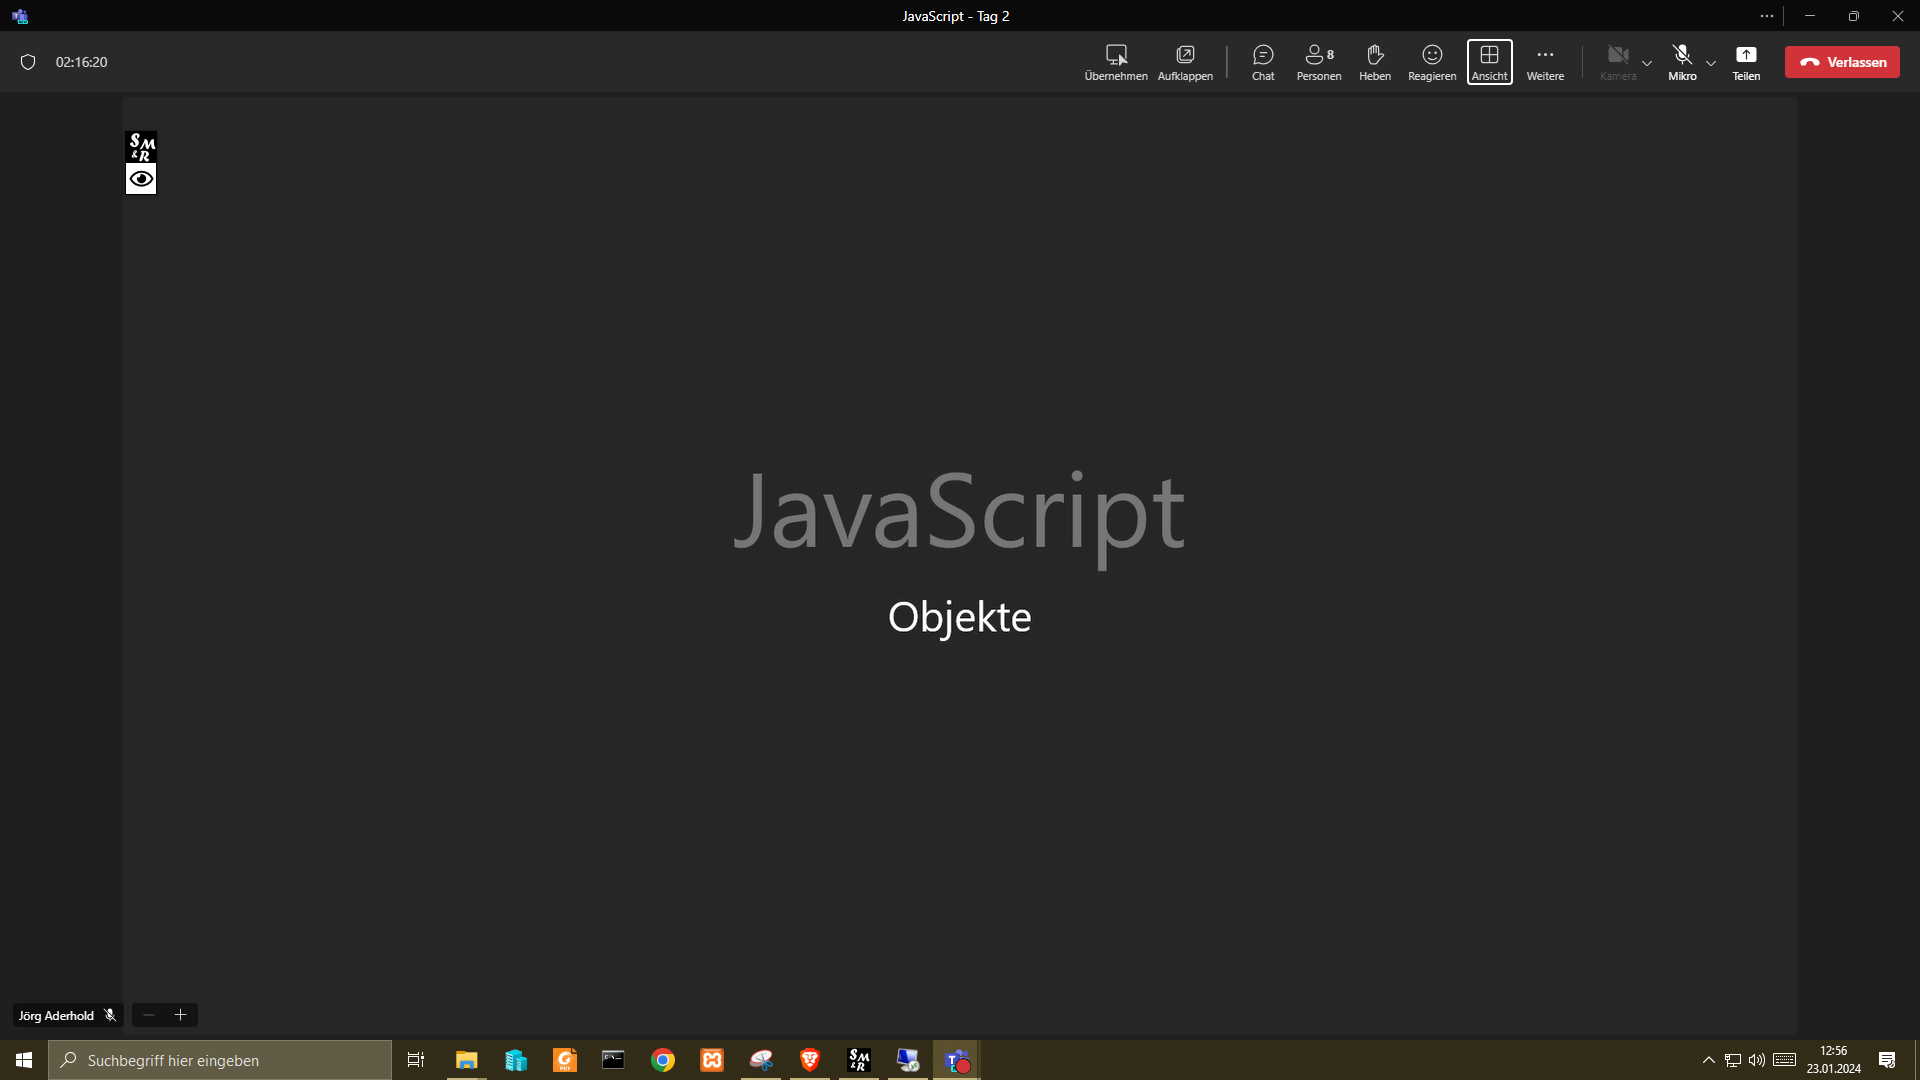 JavaScript - Tag 2
02:16:20
Übernehmen
Aufklappen
Chat
8
Personen
Heben
Reagieren
Ansicht
Weitere
Kamera
Mikro
Teilen
Verlassen
S M & R
JavaScript
Objekte
Jörg Aderhold
Suchbegriff hier eingeben
PDF
S M & R
12:56
23.01.2024